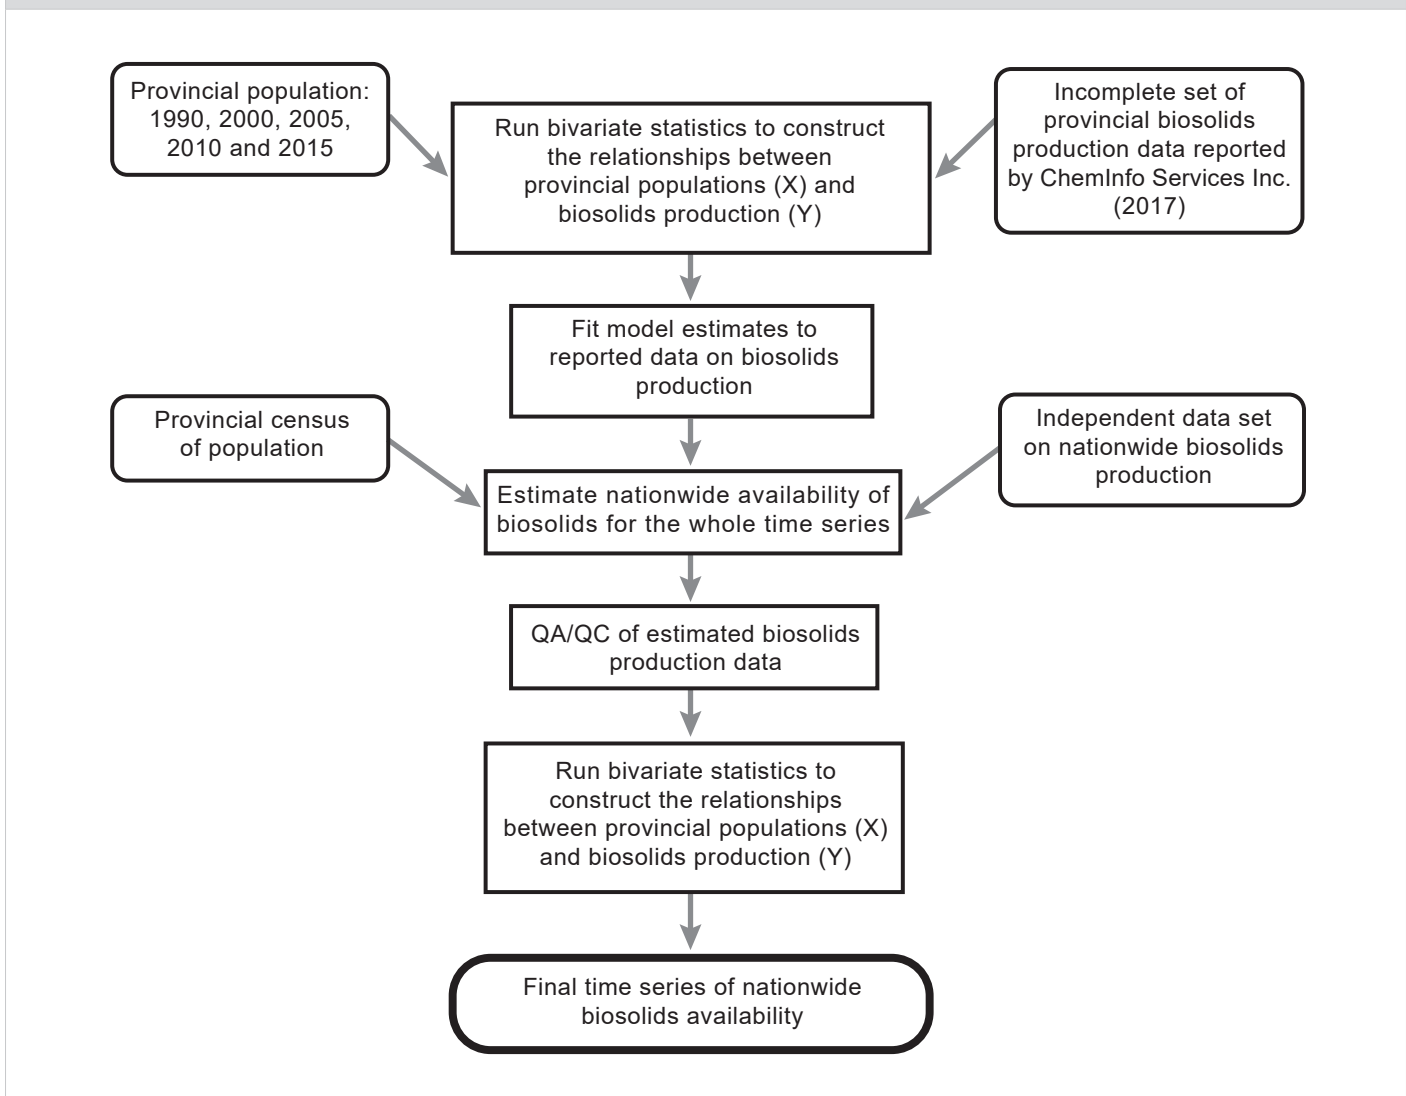 Provincial population:
1990, 2000, 2005,
2010 and 2015
Run bivariate statistics to construct
the relationships between
provincial populations (X) and
biosolids production (Y)
Incomplete set of
provincial biosolids
production data reported
by ChemInfo Services Inc.
(2017)
Fit model estimates to
reported data on biosolids
production
Provincial census
of population
Independent data set
on nationwide biosolids
production
Estimate nationwide availability of
biosolids for the whole time series
QA/QC of estimated biosolids
production data
Run bivariate statistics to
construct the relationships
between provincial populations (X)
and biosolids production (Y)
Final time series of nationwide
biosolids availability